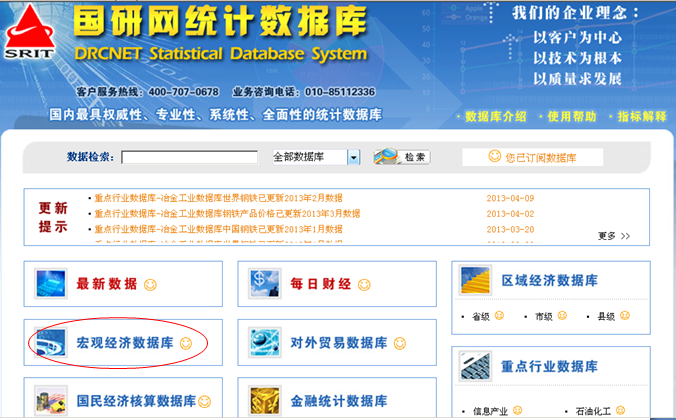 国研网统计数据库
DRCNET Statistical Database System
SRIT
我们的企业理念：
以客户为中心
以技术为根本
以质量求发展
客户服务热线：400-707-0678 业务咨询电话：010-85112336
国内最具权威性、专业性、系统性、全面性的统计数据库
· 数据库介绍 · 使用帮助 · 指标解释
数据检索： 全部数据库 检索 您已订阅数据库
更新提示
• 重点行业数据库-冶金工业数据库世界钢铁已更新2013年2月数据 2013-04-09
• 重点行业数据库-冶金工业数据库钢铁产品价格已更新2013年3月数据 2013-04-02
• 重点行业数据库-冶金工业数据库中国钢铁已更新2013年1月数据 2013-03-20
更多 >>
最新数据
每日财经
区域经济数据库
• 省级 • 市级 • 县级
宏观经济数据库
对外贸易数据库
重点行业数据库
• 信息产业 • 石油化工
国民经济核算数据库
金融统计数据库